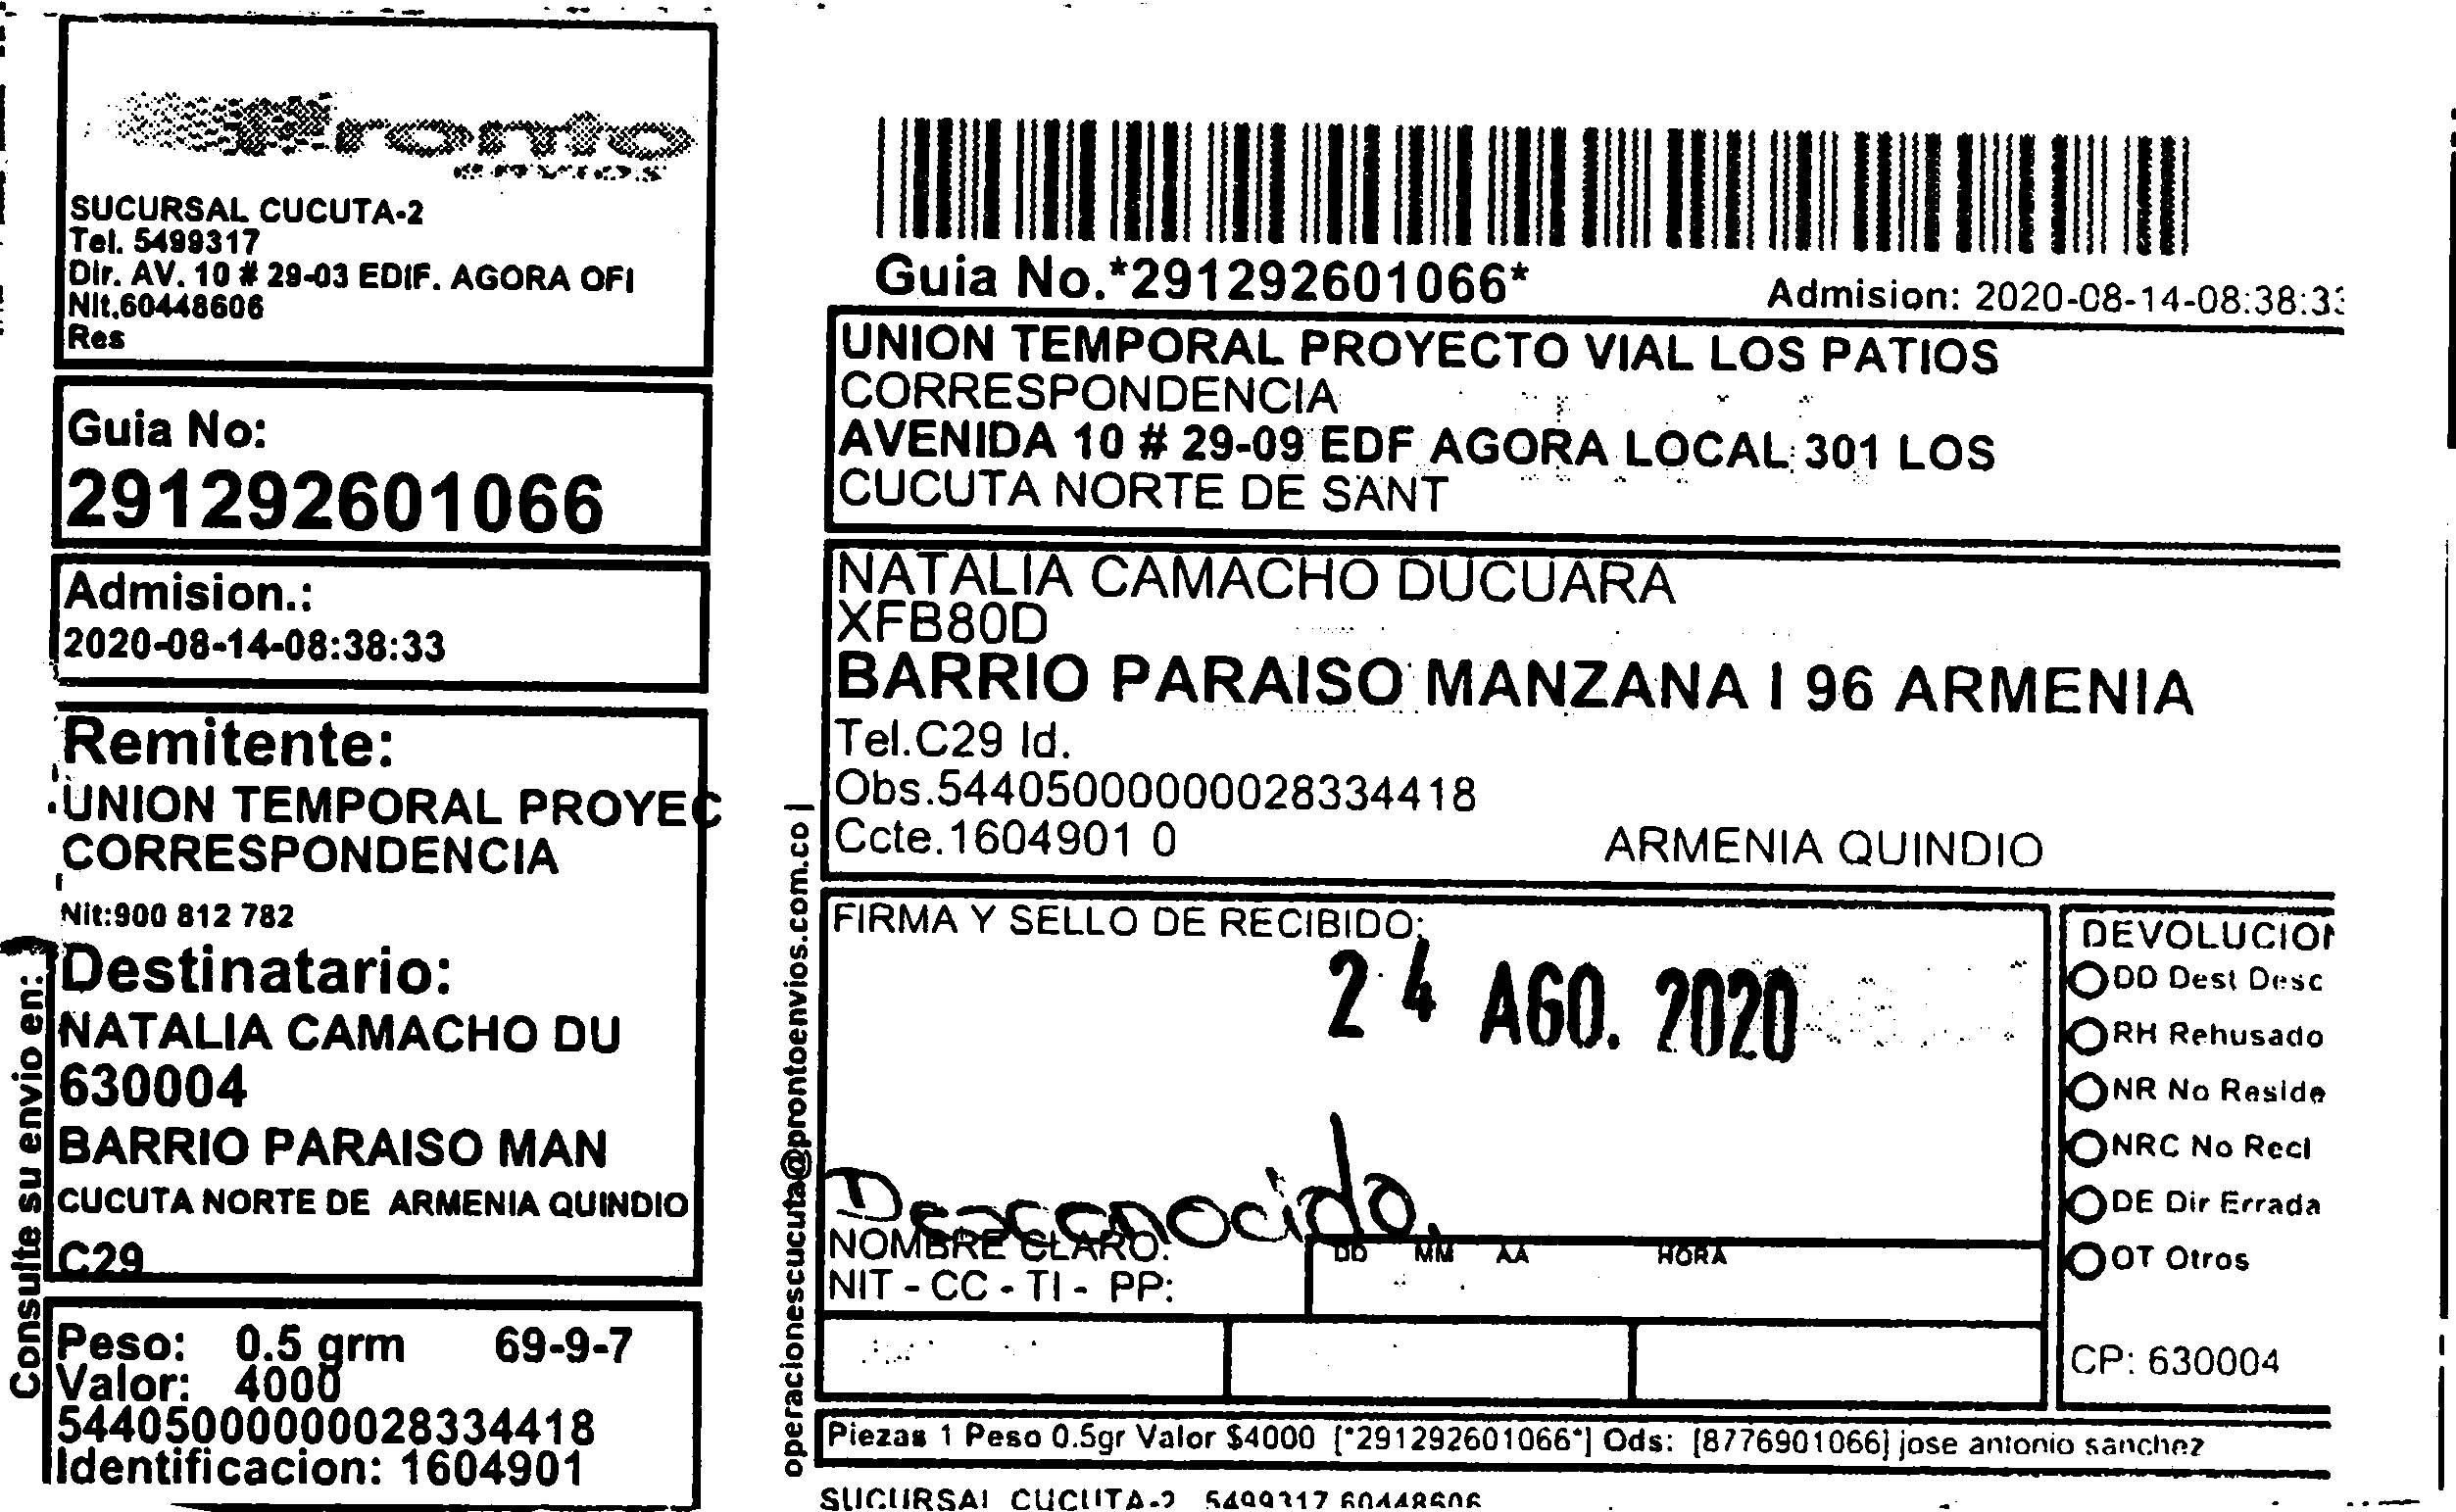 Pronto
envios
SUCURSAL CUCUTA-2
Tel. 5499317
Dir. AV. 10 # 29-03 EDIF. AGORA OFI
Nit.60448606
Res
Guia No:
291292601066
Admision.:
2020-08-14-08:38:33
Remitente:
UNION TEMPORAL PROYEC
CORRESPONDENCIA
Nit:900 812 782
Destinatario:
NATALIA CAMACHO DU
630004
BARRIO PARAISO MAN
CUCUTA NORTE DE ARMENIA QUINDIO
C29
Peso: 0.5 grm 69-9-7
Valor: 4000
544050000000028334418
Identificacion: 1604901
Consulte su envio en:
operacionescucuta@prontoenvios.com.co |
Guia No.*291292601066*
Admision: 2020-08-14-08:38:33
UNION TEMPORAL PROYECTO VIAL LOS PATIOS
CORRESPONDENCIA
AVENIDA 10 # 29-09 EDF AGORA LOCAL 301 LOS
CUCUTA NORTE DE SANT
NATALIA CAMACHO DUCUARA
XFB80D
BARRIO PARAISO MANZANA I 96 ARMENIA
Tel.C29 Id.
Obs.544050000000028334418
Ccte.1604901 0 ARMENIA QUINDIO
FIRMA Y SELLO DE RECIBIDO:
24 AGO. 2020
Desconocido.
NOMBRE CLARO:
DD MM AA HORA
NIT - CC - TI - PP:
DEVOLUCION
DD Dest Desc
RH Rehusado
NR No Reside
NRC No Recl
DE Dir Errada
OT Otros
CP: 630004
Piezas 1 Peso 0.5gr Valor $4000 [*291292601066*] Ods: [8776901066] jose antonio sanchez
SUCURSAL CUCUTA-2 5499317 60448606